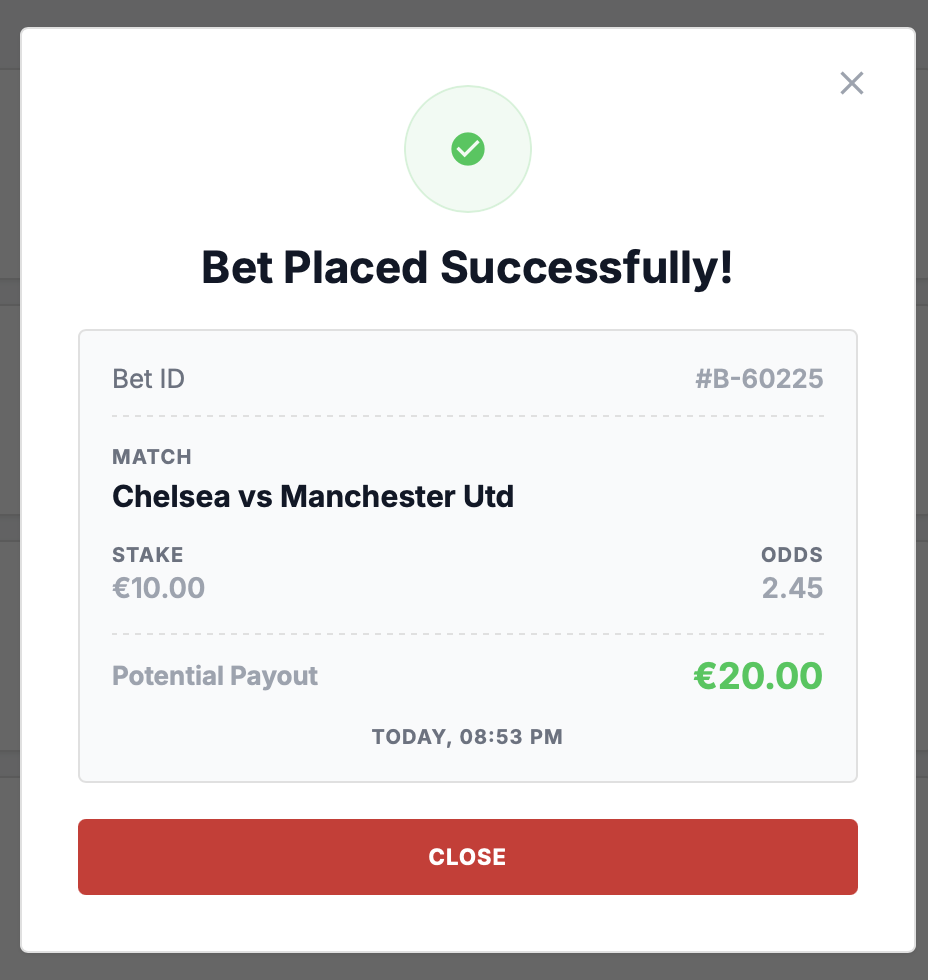 Bet Placed Successfully!
Bet ID #B-60225
MATCH
Chelsea vs Manchester Utd
STAKE ODDS
€10.00 2.45
Potential Payout €20.00
TODAY, 08:53 PM
CLOSE